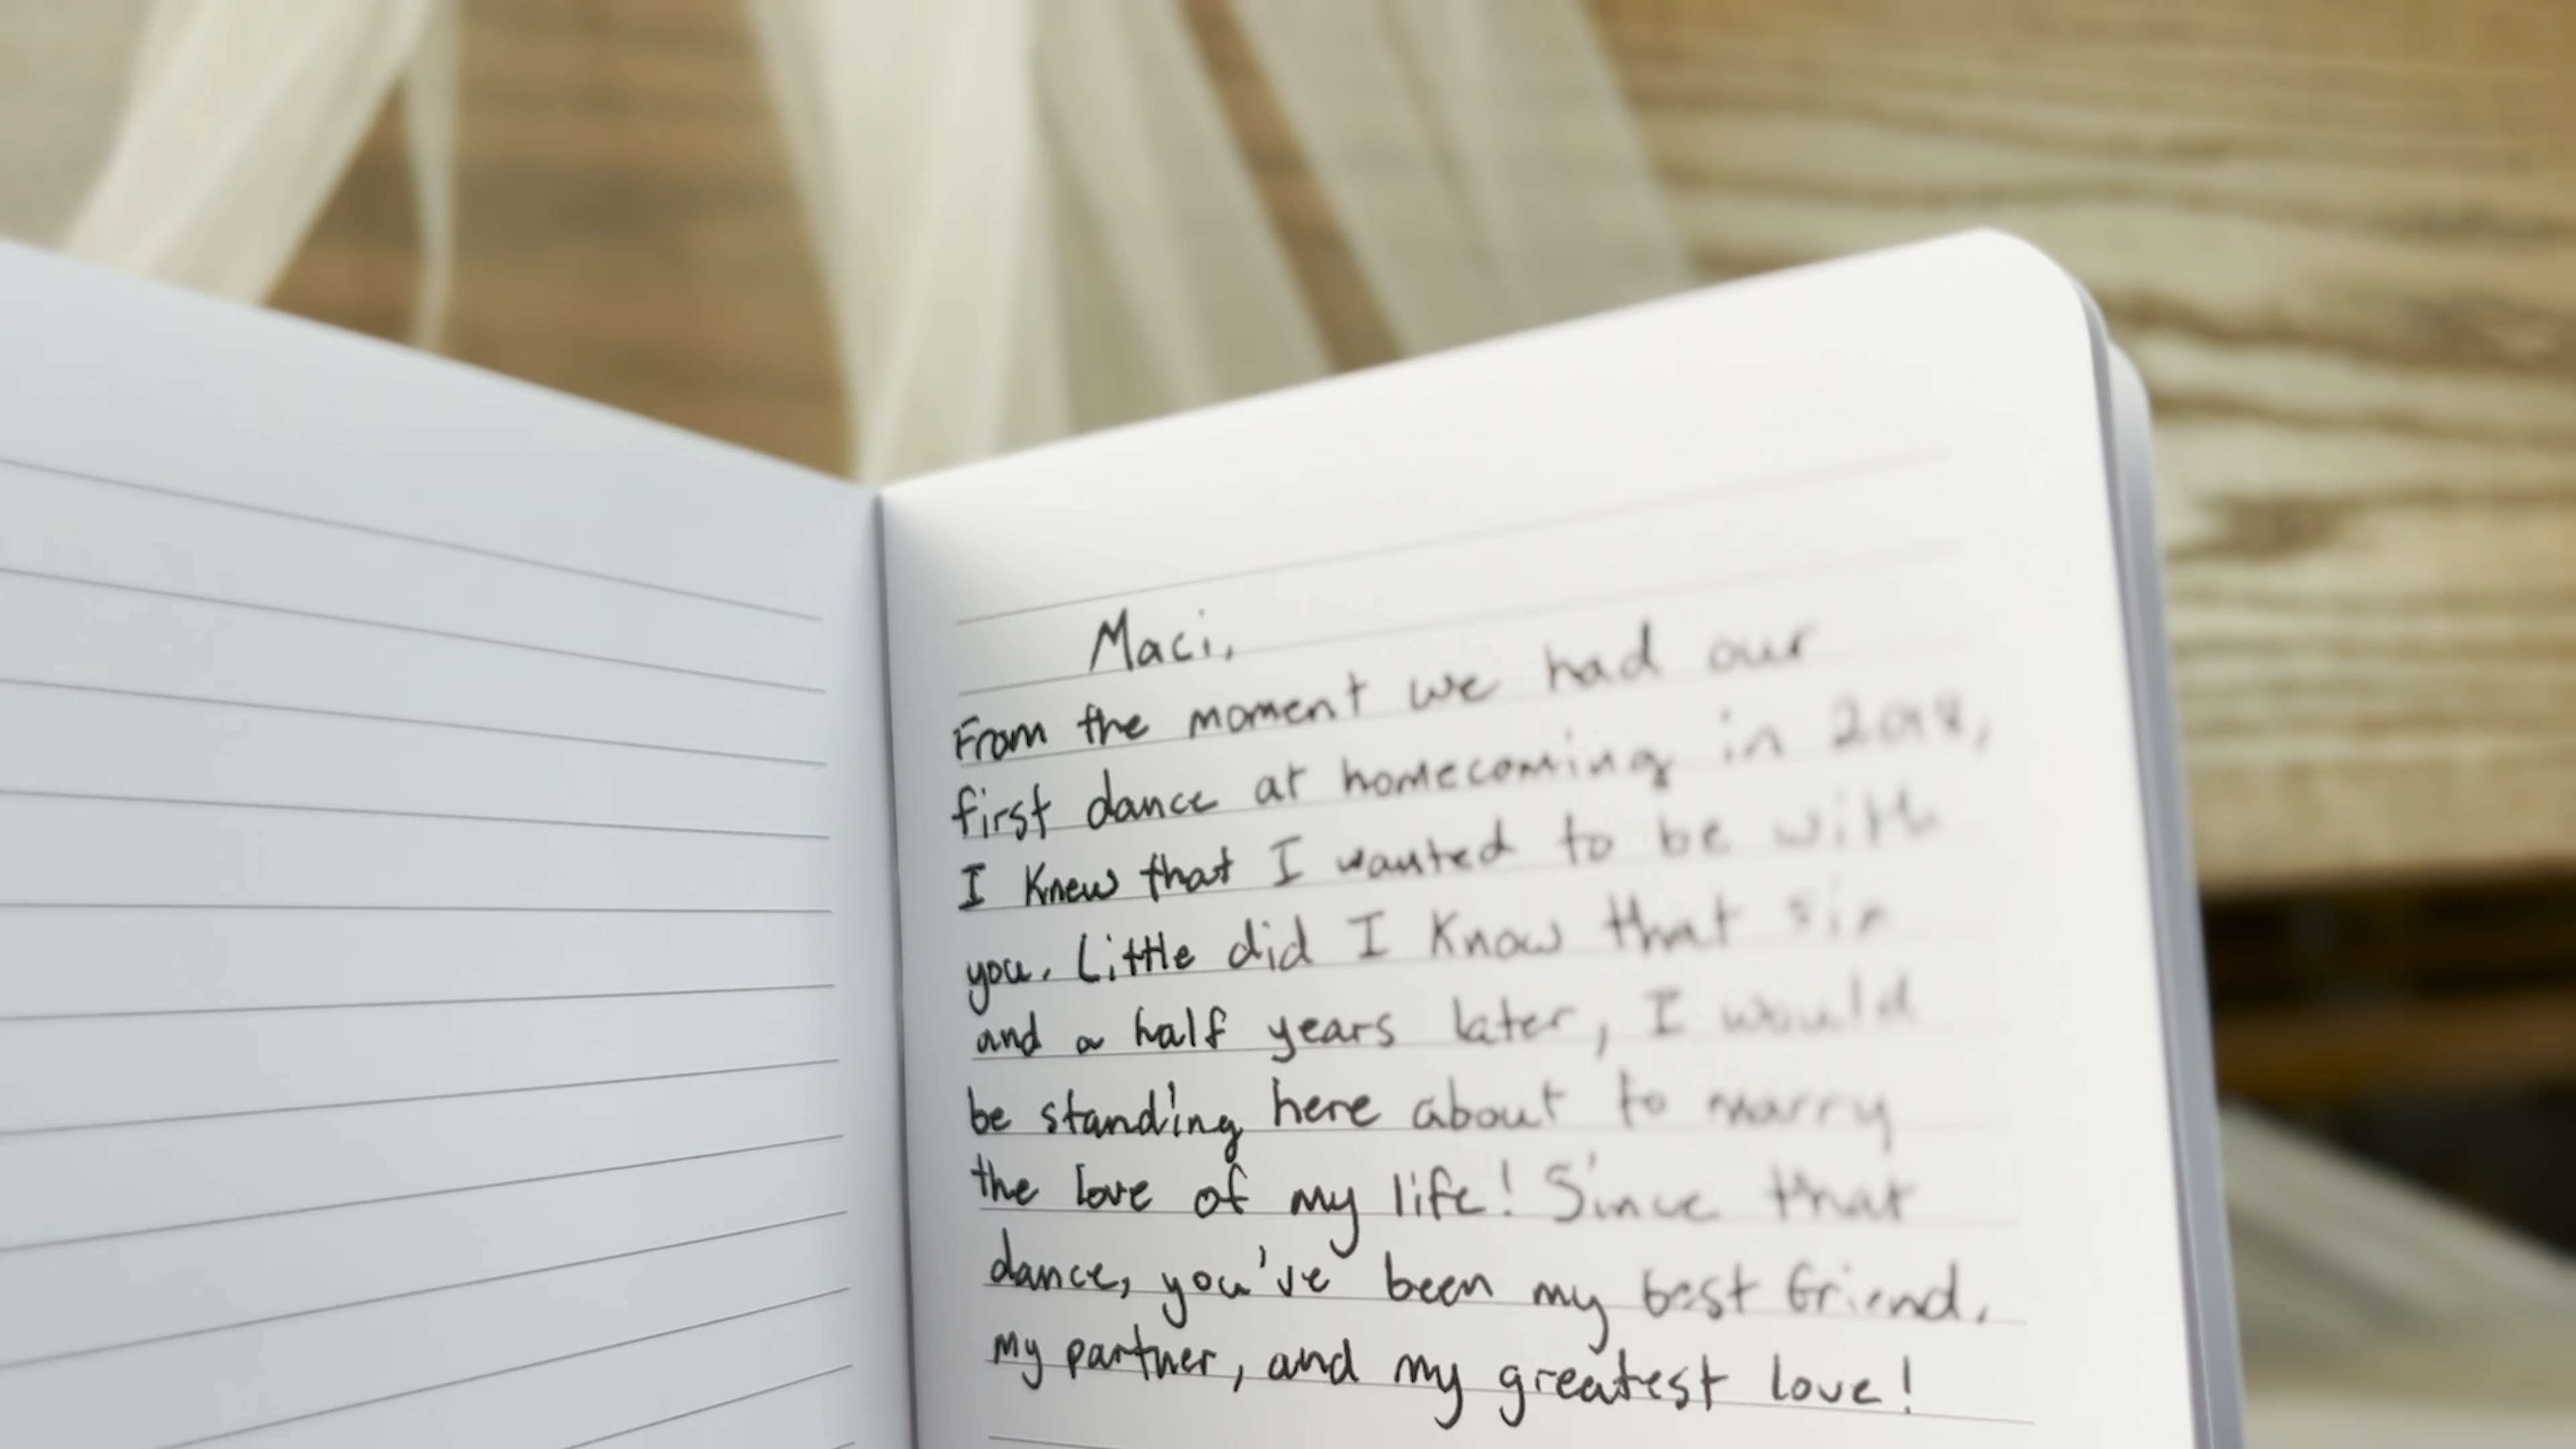 Maci,
From the moment we had our
first dance at homecoming in 2018,
I knew that I wanted to be with
you. Little did I know that six
and a half years later, I would
be standing here about to marry
the love of my life! Since that
dance, you've been my best friend,
my partner, and my greatest love!